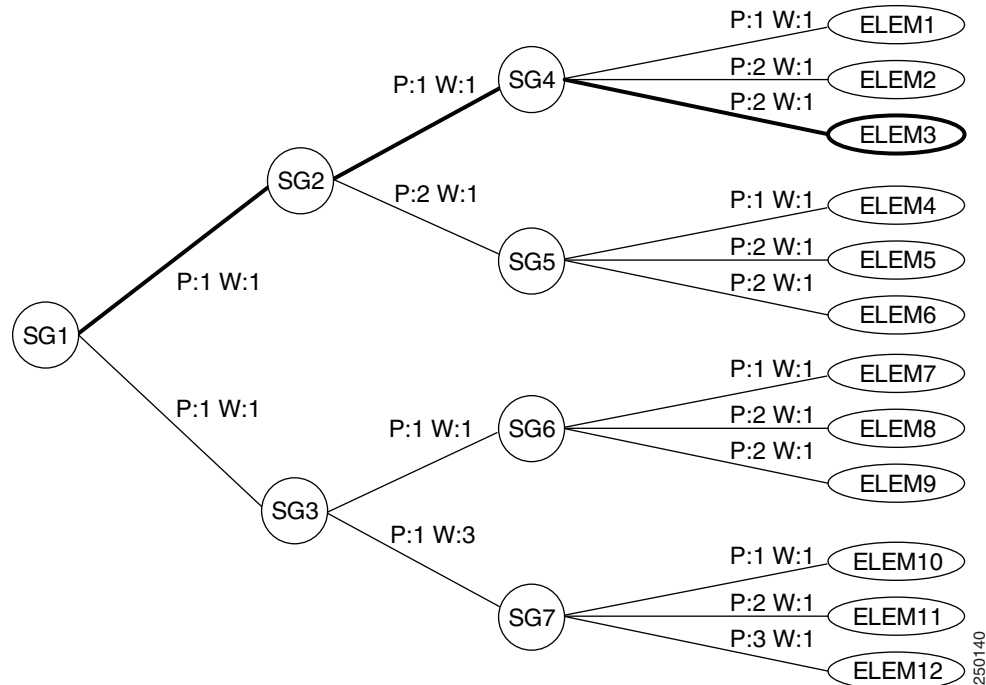 P:1 W:1 ELEM1
SG4
P:1 W:1
P:2 W:1 ELEM2
P:2 W:1 ELEM3
SG2
P:2 W:1
P:1 W:1 ELEM4
SG5
P:2 W:1 ELEM5
P:2 W:1 ELEM6
P:1 W:1
SG1
P:1 W:1
P:1 W:1 ELEM7
P:1 W:1
SG6
P:2 W:1 ELEM8
P:2 W:1 ELEM9
SG3
P:1 W:3
P:1 W:1 ELEM10
SG7
P:2 W:1 ELEM11
P:3 W:1 ELEM12
250140